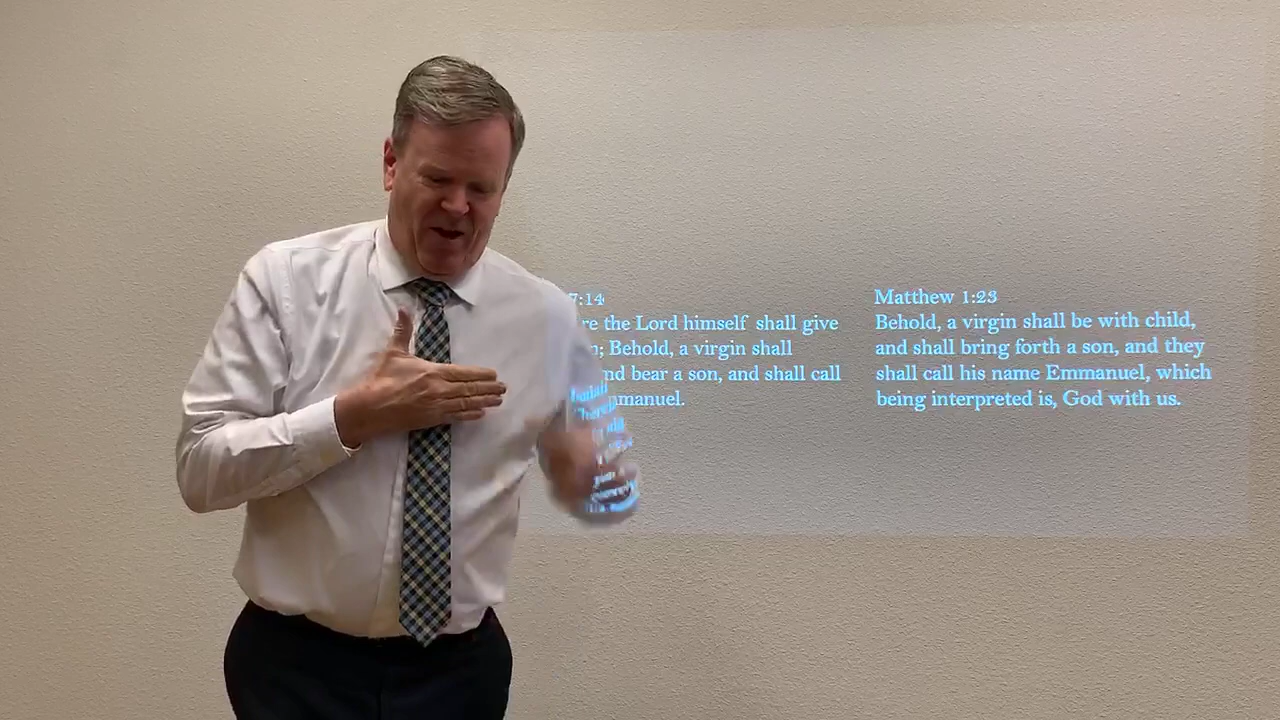 7:14
re the Lord himself shall give
n; Behold, a virgin shall
nd bear a son, and shall call
mmanuel.
Matthew 1:23
Behold, a virgin shall be with child,
and shall bring forth a son, and they
shall call his name Emmanuel, which
being interpreted is, God with us.